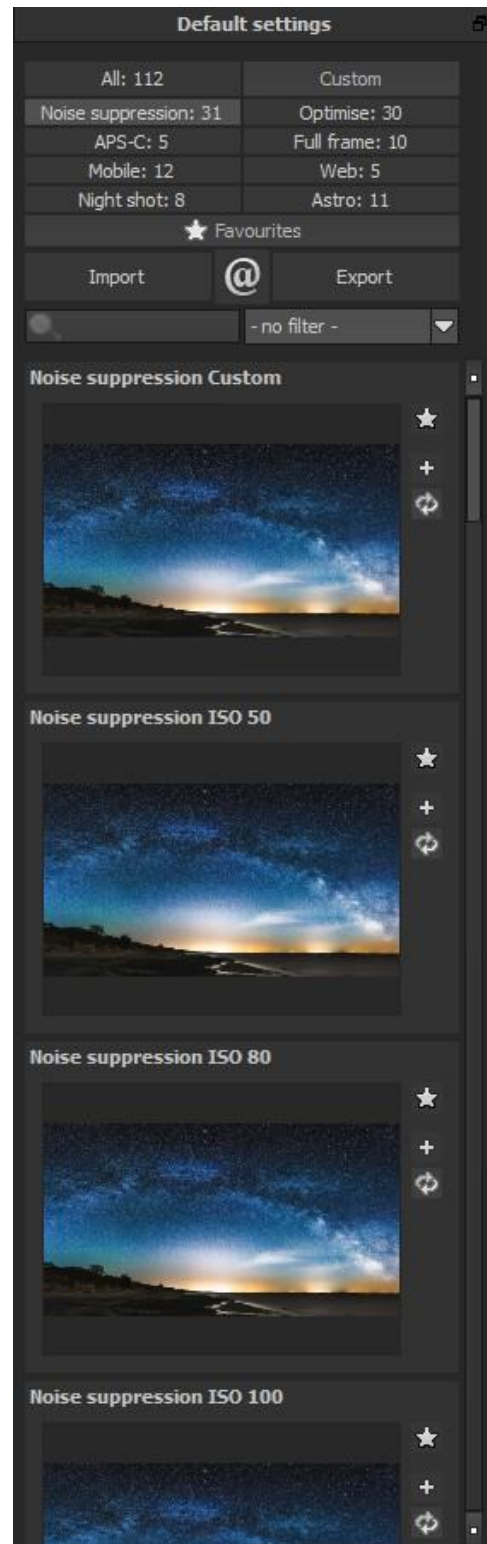 Default settings
All: 112 Custom
Noise suppression: 31 Optimise: 30
APS-C: 5 Full frame: 10
Mobile: 12 Web: 5
Night shot: 8 Astro: 11
Favourites
Import @ Export
- no filter -
Noise suppression Custom
Noise suppression ISO 50
Noise suppression ISO 80
Noise suppression ISO 100